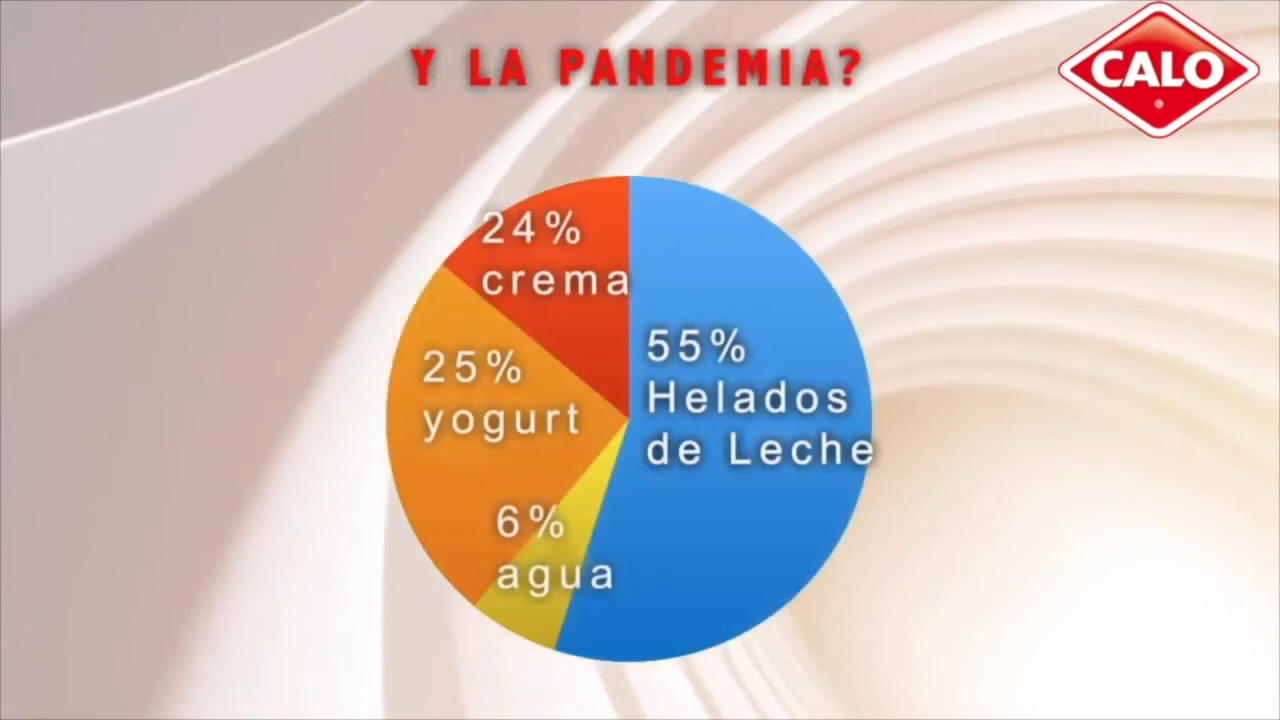 Y LA PANDEMIA?
CALO
24%
crema
55%
Helados
de Leche
25%
yogurt
6%
agua